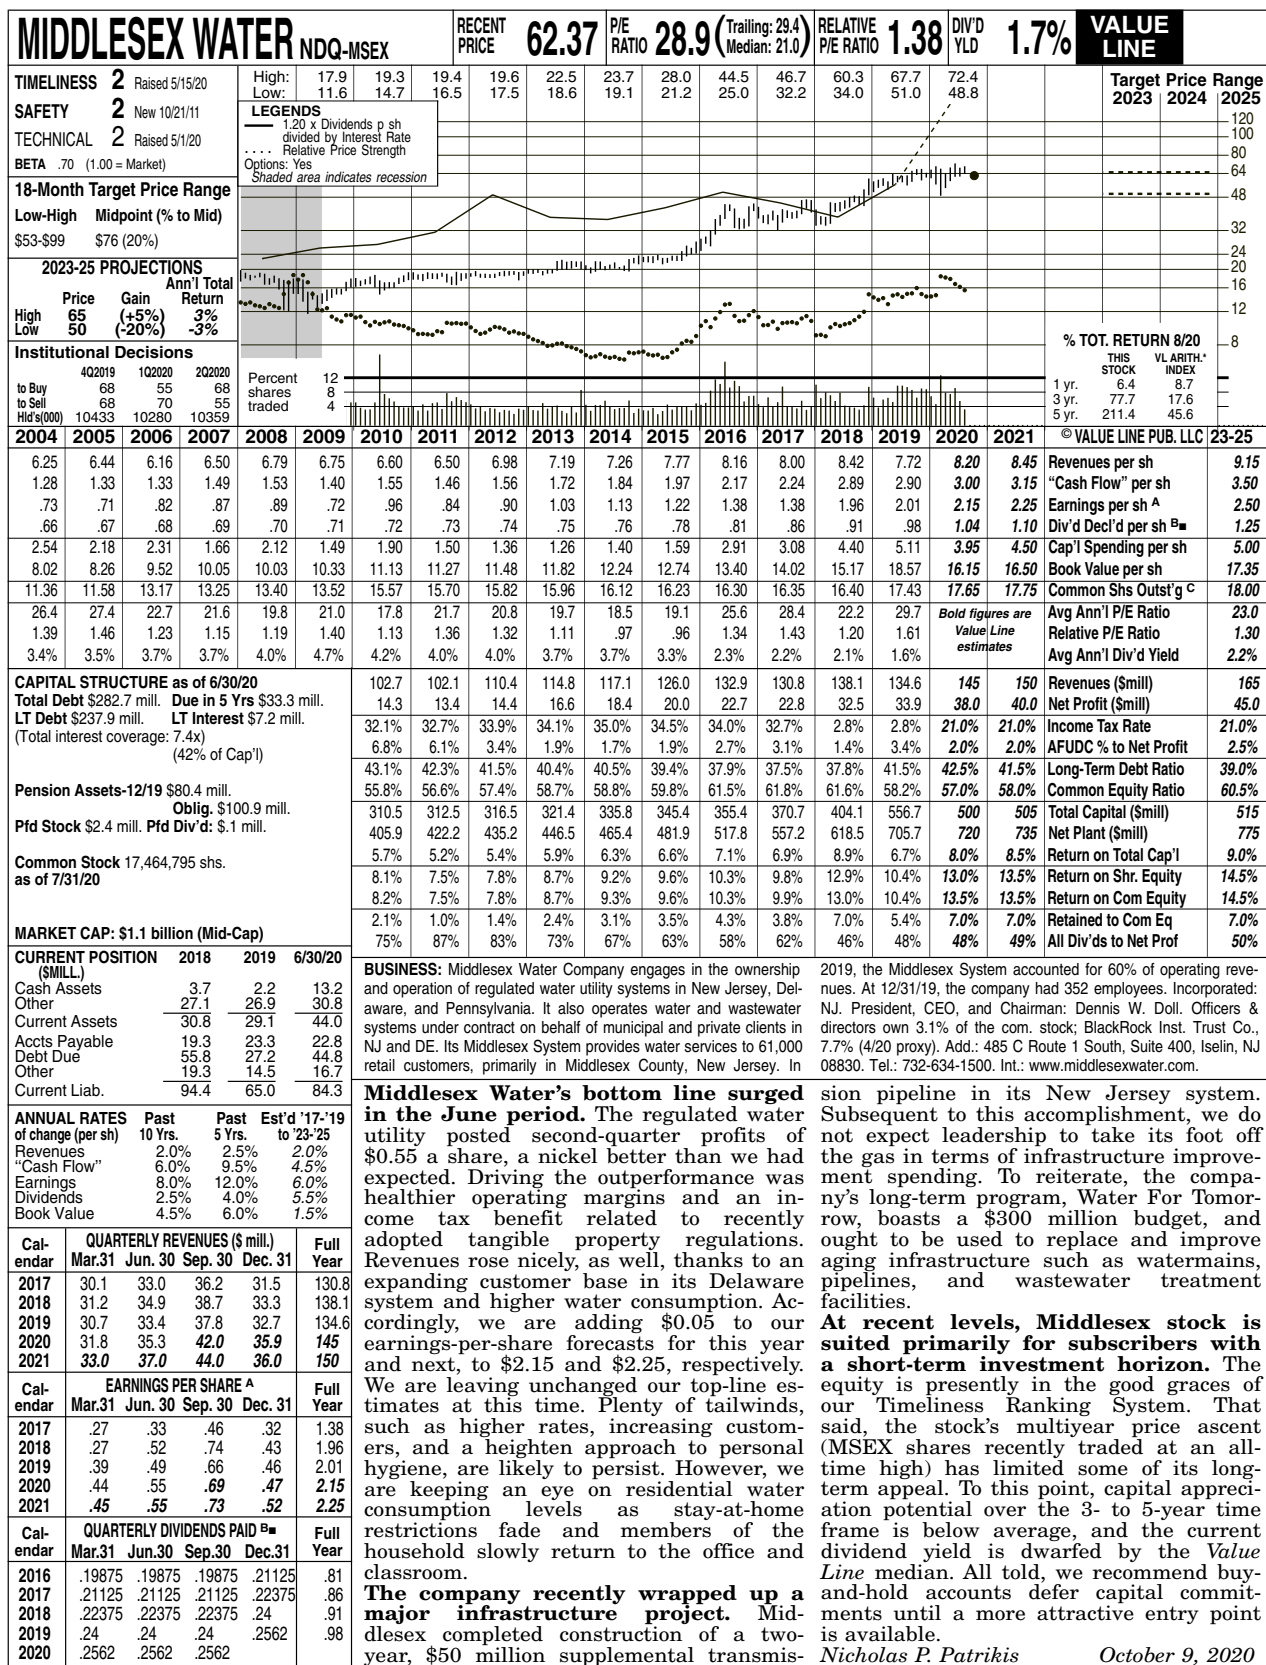 MIDDLESEX WATER NDQ-MSEX
RECENT PRICE 62.37 P/E RATIO 28.9 (Trailing: 29.4 Median: 21.0) RELATIVE P/E RATIO 1.38 DIV'D YLD 1.7% VALUE LINE
TIMELINESS 2 Raised 5/15/20
SAFETY 2 New 10/21/11
TECHNICAL 2 Raised 5/1/20
BETA .70 (1.00 = Market)
18-Month Target Price Range
Low-High Midpoint (% to Mid)
$53-$99 $76 (20%)
2023-25 PROJECTIONS
Ann'l Total
Price Gain Return
High 65 (+5%) 3%
Low 50 (-20%) -3%
Institutional Decisions
4Q2019 1Q2020 2Q2020
to Buy 68 55 68
to Sell 68 70 55
Hld's(000) 10433 10280 10359
High: 17.9 19.3 19.4 19.6 22.5 23.7 28.0 44.5 46.7 60.3 67.7 72.4
Low: 11.6 14.7 16.5 17.5 18.6 19.1 21.2 25.0 32.2 34.0 51.0 48.8
LEGENDS
1.20 x Dividends p sh
divided by Interest Rate
. . . . Relative Price Strength
Options: Yes
Shaded area indicates recession
Target Price Range
2023 2024 2025
120
100
80
64
48
32
24
20
16
12
8
Percent shares traded
12
8
4
% TOT. RETURN 8/20
THIS STOCK VL ARITH.* INDEX
1 yr. 6.4 8.7
3 yr. 77.7 17.6
5 yr. 211.4 45.6
2004 2005 2006 2007 2008 2009 2010 2011 2012 2013 2014 2015 2016 2017 2018 2019 2020 2021 © VALUE LINE PUB. LLC 23-25
6.25 6.44 6.16 6.50 6.79 6.75 6.60 6.50 6.98 7.19 7.26 7.77 8.16 8.00 8.42 7.72 8.20 8.45 Revenues per sh 9.15
1.28 1.33 1.33 1.49 1.53 1.40 1.55 1.46 1.56 1.72 1.84 1.97 2.17 2.24 2.89 2.90 3.00 3.15 "Cash Flow" per sh 3.50
.73 .71 .82 .87 .89 .72 .96 .84 .90 1.03 1.13 1.22 1.38 1.38 1.96 2.01 2.15 2.25 Earnings per sh A 2.50
.66 .67 .68 .69 .70 .71 .72 .73 .74 .75 .76 .78 .81 .86 .91 .98 1.04 1.10 Div'd Decl'd per sh B■ 1.25
2.54 2.18 2.31 1.66 2.12 1.49 1.90 1.50 1.36 1.26 1.40 1.59 2.91 3.08 4.40 5.11 3.95 4.50 Cap'l Spending per sh 5.00
8.02 8.26 9.52 10.05 10.03 10.33 11.13 11.27 11.48 11.82 12.24 12.74 13.40 14.02 15.17 18.57 16.15 16.50 Book Value per sh 17.35
11.36 11.58 13.17 13.25 13.40 13.52 15.57 15.70 15.82 15.96 16.12 16.23 16.30 16.35 16.40 17.43 17.65 17.75 Common Shs Outst'g C 18.00
26.4 27.4 22.7 21.6 19.8 21.0 17.8 21.7 20.8 19.7 18.5 19.1 25.6 28.4 22.2 29.7 Bold figures are Avg Ann'l P/E Ratio 23.0
1.39 1.46 1.23 1.15 1.19 1.40 1.13 1.36 1.32 1.11 .97 .96 1.34 1.43 1.20 1.61 Value Line Relative P/E Ratio 1.30
3.4% 3.5% 3.7% 3.7% 4.0% 4.7% 4.2% 4.0% 4.0% 3.7% 3.7% 3.3% 2.3% 2.2% 2.1% 1.6% estimates Avg Ann'l Div'd Yield 2.2%
102.7 102.1 110.4 114.8 117.1 126.0 132.9 130.8 138.1 134.6 145 150 Revenues ($mill) 165
14.3 13.4 14.4 16.6 18.4 20.0 22.7 22.8 32.5 33.9 38.0 40.0 Net Profit ($mill) 45.0
32.1% 32.7% 33.9% 34.1% 35.0% 34.5% 34.0% 32.7% 2.8% 2.8% 21.0% 21.0% Income Tax Rate 21.0%
6.8% 6.1% 3.4% 1.9% 1.7% 1.9% 2.7% 3.1% 1.4% 3.4% 2.0% 2.0% AFUDC % to Net Profit 2.5%
43.1% 42.3% 41.5% 40.4% 40.5% 39.4% 37.9% 37.5% 37.8% 41.5% 42.5% 41.5% Long-Term Debt Ratio 39.0%
55.8% 56.6% 57.4% 58.7% 58.8% 59.8% 61.5% 61.8% 61.6% 58.2% 57.0% 58.0% Common Equity Ratio 60.5%
310.5 312.5 316.5 321.4 335.8 345.4 355.4 370.7 404.1 556.7 500 505 Total Capital ($mill) 515
405.9 422.2 435.2 446.5 465.4 481.9 517.8 557.2 618.5 705.7 720 735 Net Plant ($mill) 775
5.7% 5.2% 5.4% 5.9% 6.3% 6.6% 7.1% 6.9% 8.9% 6.7% 8.0% 8.5% Return on Total Cap'l 9.0%
8.1% 7.5% 7.8% 8.7% 9.2% 9.6% 10.3% 9.8% 12.9% 10.4% 13.0% 13.5% Return on Shr. Equity 14.5%
8.2% 7.5% 7.8% 8.7% 9.3% 9.6% 10.3% 9.9% 13.0% 10.4% 13.5% 13.5% Return on Com Equity 14.5%
2.1% 1.0% 1.4% 2.4% 3.1% 3.5% 4.3% 3.8% 7.0% 5.4% 7.0% 7.0% Retained to Com Eq 7.0%
75% 87% 83% 73% 67% 63% 58% 62% 46% 48% 48% 49% All Div'ds to Net Prof 50%
CAPITAL STRUCTURE as of 6/30/20
Total Debt $282.7 mill. Due in 5 Yrs $33.3 mill.
LT Debt $237.9 mill. LT Interest $7.2 mill.
(Total interest coverage: 7.4x)
(42% of Cap'l)
Pension Assets-12/19 $80.4 mill.
Oblig. $100.9 mill.
Pfd Stock $2.4 mill. Pfd Div'd: $.1 mill.
Common Stock 17,464,795 shs.
as of 7/31/20
MARKET CAP: $1.1 billion (Mid-Cap)
CURRENT POSITION 2018 2019 6/30/20
($MILL.)
Cash Assets 3.7 2.2 13.2
Other 27.1 26.9 30.8
Current Assets 30.8 29.1 44.0
Accts Payable 19.3 23.3 22.8
Debt Due 55.8 27.2 44.8
Other 19.3 14.5 16.7
Current Liab. 94.4 65.0 84.3
ANNUAL RATES Past Past Est'd '17-'19
of change (per sh) 10 Yrs. 5 Yrs. to '23-'25
Revenues 2.0% 2.5% 2.0%
"Cash Flow" 6.0% 9.5% 4.5%
Earnings 8.0% 12.0% 6.0%
Dividends 2.5% 4.0% 5.5%
Book Value 4.5% 6.0% 1.5%
Cal- QUARTERLY REVENUES ($ mill.) Full
endar Mar.31 Jun. 30 Sep. 30 Dec. 31 Year
2017 30.1 33.0 36.2 31.5 130.8
2018 31.2 34.9 38.7 33.3 138.1
2019 30.7 33.4 37.8 32.7 134.6
2020 31.8 35.3 42.0 35.9 145
2021 33.0 37.0 44.0 36.0 150
Cal- EARNINGS PER SHARE A Full
endar Mar.31 Jun. 30 Sep. 30 Dec. 31 Year
2017 .27 .33 .46 .32 1.38
2018 .27 .52 .74 .43 1.96
2019 .39 .49 .66 .46 2.01
2020 .44 .55 .69 .47 2.15
2021 .45 .55 .73 .52 2.25
Cal- QUARTERLY DIVIDENDS PAID B■ Full
endar Mar.31 Jun.30 Sep.30 Dec.31 Year
2016 .19875 .19875 .19875 .21125 .81
2017 .21125 .21125 .21125 .22375 .86
2018 .22375 .22375 .22375 .24 .91
2019 .24 .24 .24 .2562 .98
2020 .2562 .2562 .2562
BUSINESS: Middlesex Water Company engages in the ownership
and operation of regulated water utility systems in New Jersey, Del-
aware, and Pennsylvania. It also operates water and wastewater
systems under contract on behalf of municipal and private clients in
NJ and DE. Its Middlesex System provides water services to 61,000
retail customers, primarily in Middlesex County, New Jersey. In
2019, the Middlesex System accounted for 60% of operating reve-
nues. At 12/31/19, the company had 352 employees. Incorporated:
NJ. President, CEO, and Chairman: Dennis W. Doll. Officers &
directors own 3.1% of the com. stock; BlackRock Inst. Trust Co.,
7.7% (4/20 proxy). Add.: 485 C Route 1 South, Suite 400, Iselin, NJ
08830. Tel.: 732-634-1500. Int.: www.middlesexwater.com.
Middlesex Water's bottom line surged
in the June period. The regulated water
utility posted second-quarter profits of
$0.55 a share, a nickel better than we had
expected. Driving the outperformance was
healthier operating margins and an in-
come tax benefit related to recently
adopted tangible property regulations.
Revenues rose nicely, as well, thanks to an
expanding customer base in its Delaware
system and higher water consumption. Ac-
cordingly, we are adding $0.05 to our
earnings-per-share forecasts for this year
and next, to $2.15 and $2.25, respectively.
We are leaving unchanged our top-line es-
timates at this time. Plenty of tailwinds,
such as higher rates, increasing custom-
ers, and a heighten approach to personal
hygiene, are likely to persist. However, we
are keeping an eye on residential water
consumption levels as stay-at-home
restrictions fade and members of the
household slowly return to the office and
classroom.
The company recently wrapped up a
major infrastructure project. Mid-
dlesex completed construction of a two-
year, $50 million supplemental transmis-
sion pipeline in its New Jersey system.
Subsequent to this accomplishment, we do
not expect leadership to take its foot off
the gas in terms of infrastructure improve-
ment spending. To reiterate, the compa-
ny's long-term program, Water For Tomor-
row, boasts a $300 million budget, and
ought to be used to replace and improve
aging infrastructure such as watermains,
pipelines, and wastewater treatment
facilities.
At recent levels, Middlesex stock is
suited primarily for subscribers with
a short-term investment horizon. The
equity is presently in the good graces of
our Timeliness Ranking System. That
said, the stock's multiyear price ascent
(MSEX shares recently traded at an all-
time high) has limited some of its long-
term appeal. To this point, capital appreci-
ation potential over the 3- to 5-year time
frame is below average, and the current
dividend yield is dwarfed by the Value
Line median. All told, we recommend buy-
and-hold accounts defer capital commit-
ments until a more attractive entry point
is available.
Nicholas P. Patrikis October 9, 2020